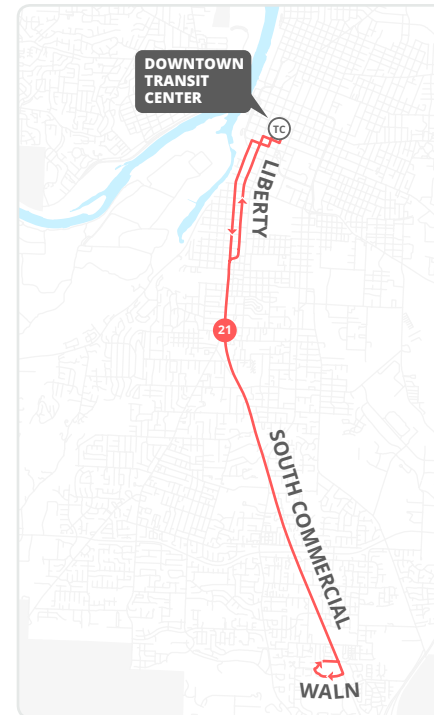 DOWNTOWN
TRANSIT
CENTER
TC
LIBERTY
21
SOUTH COMMERCIAL
WALN